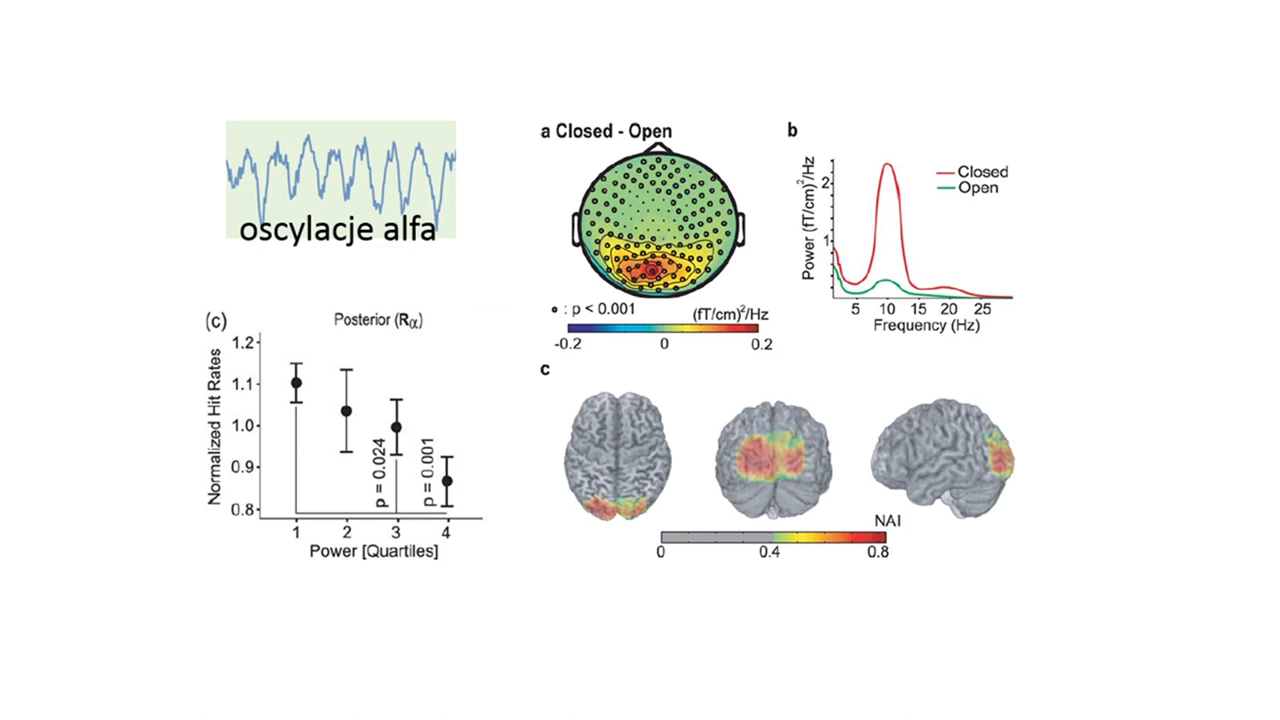 oscylacje alfa
(c)
Posterior (Rα)
Normalized Hit Rates
1.2
1.1
1.0
0.9
0.8
p = 0.024
p = 0.001
1 2 3 4
Power [Quartiles]
a Closed - Open
: p < 0.001
(fT/cm)²/Hz
-0.2 0 0.2
b
Power (fT/cm)²/Hz
2
1
Closed
Open
5 10 15 20 25
Frequency (Hz)
c
NAI
0 0.4 0.8